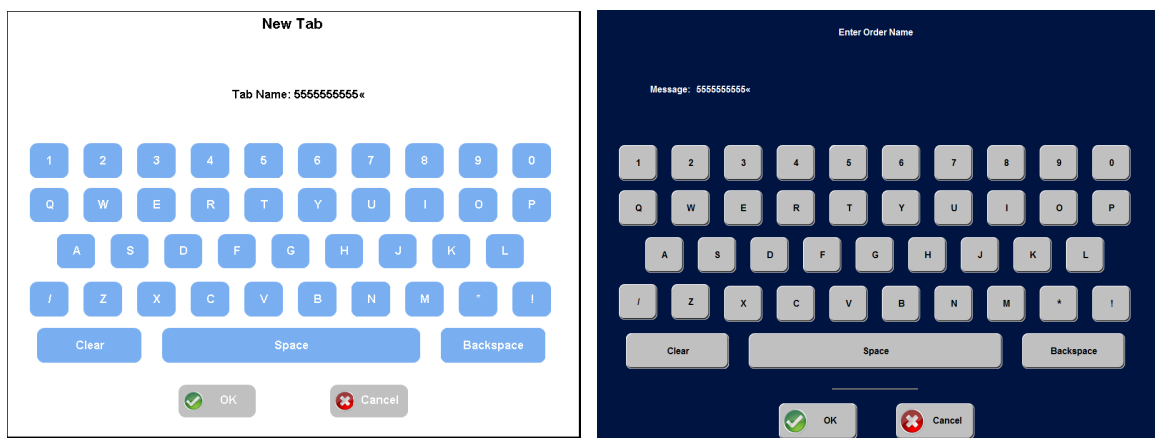 New Tab
Tab Name: 5555555555«
1 2 3 4 5 6 7 8 9 0
Q W E R T Y U I O P
A S D F G H J K L
/ Z X C V B N M * !
Clear Space Backspace
OK Cancel
Enter Order Name
Message: 5555555555«
1 2 3 4 5 6 7 8 9 0
Q W E R T Y U I O P
A S D F G H J K L
/ Z X C V B N M * !
Clear Space Backspace
OK Cancel